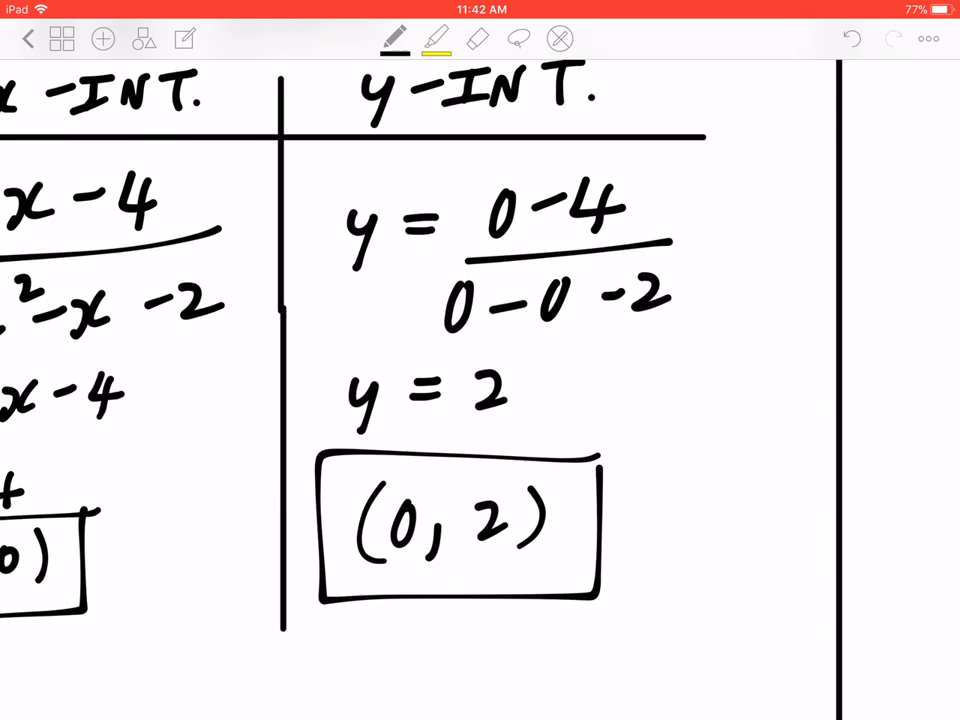 iPad 11:42 AM 77%
x - INT. y - INT.
x - 4
2 - x - 2
x - 4
0)
y = 0 - 4
0 - 0 - 2
y = 2
(0, 2)